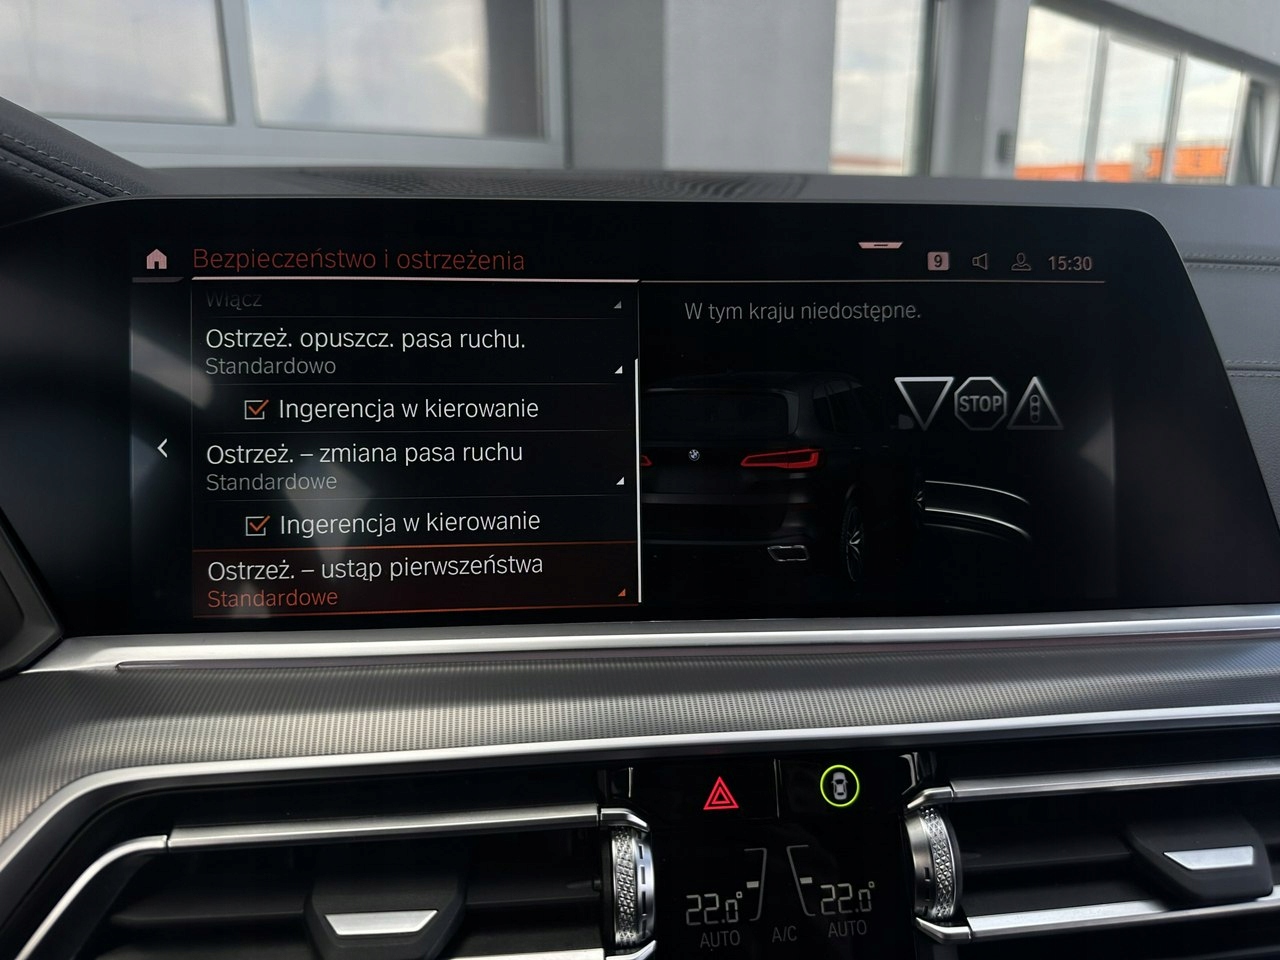 Bezpieczeństwo i ostrzeżenia
9
15:30
Włącz
Ostrzeż. opuszcz. pasa ruchu.
Standardowo
Ingerencja w kierowanie
Ostrzeż. – zmiana pasa ruchu
Standardowe
Ingerencja w kierowanie
Ostrzeż. – ustąp pierwszeństwa
Standardowe
W tym kraju niedostępne.
STOP
22.0°
22.0°
AUTO
A/C
AUTO